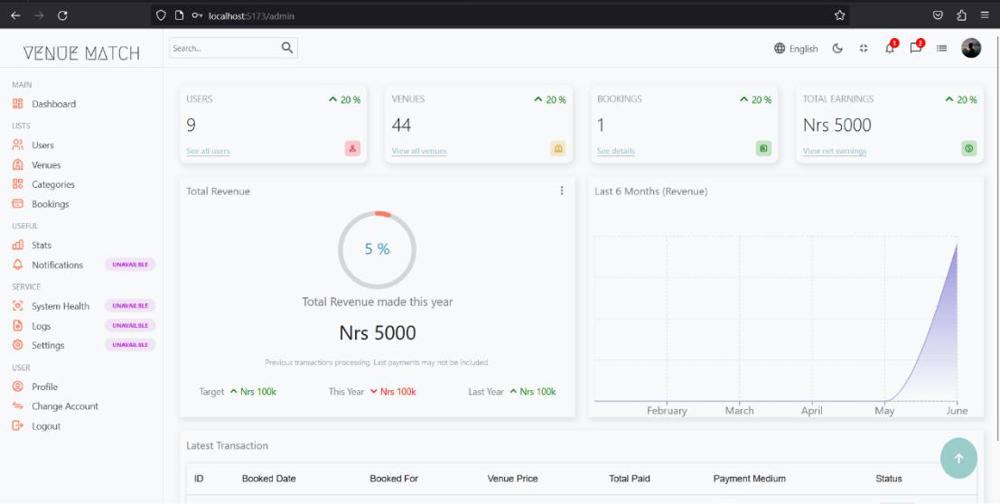 localhost:5173/admin
VENUE MATCH
Search...
English
1
2
MAIN
Dashboard
LISTS
Users
Venues
Categories
Bookings
USEFUL
Stats
Notifications UNAVAILBLE
SERVICE
System Health UNAVAILBLE
Logs UNAVAILBLE
Settings UNAVAILBLE
USER
Profile
Change Account
Logout
USERS 20 %
9
See all users
VENUES 20 %
44
View all venues
BOOKINGS 20 %
1
See details
TOTAL EARNINGS 20 %
Nrs 5000
View net earnings
Total Revenue
5 %
Total Revenue made this year
Nrs 5000
Previous transactions processing. Last payments may not be included.
Target Nrs 100k This Year Nrs 100k Last Year Nrs 100k
Last 6 Months (Revenue)
February March April May June
Latest Transaction
ID Booked Date Booked For Venue Price Total Paid Payment Medium Status